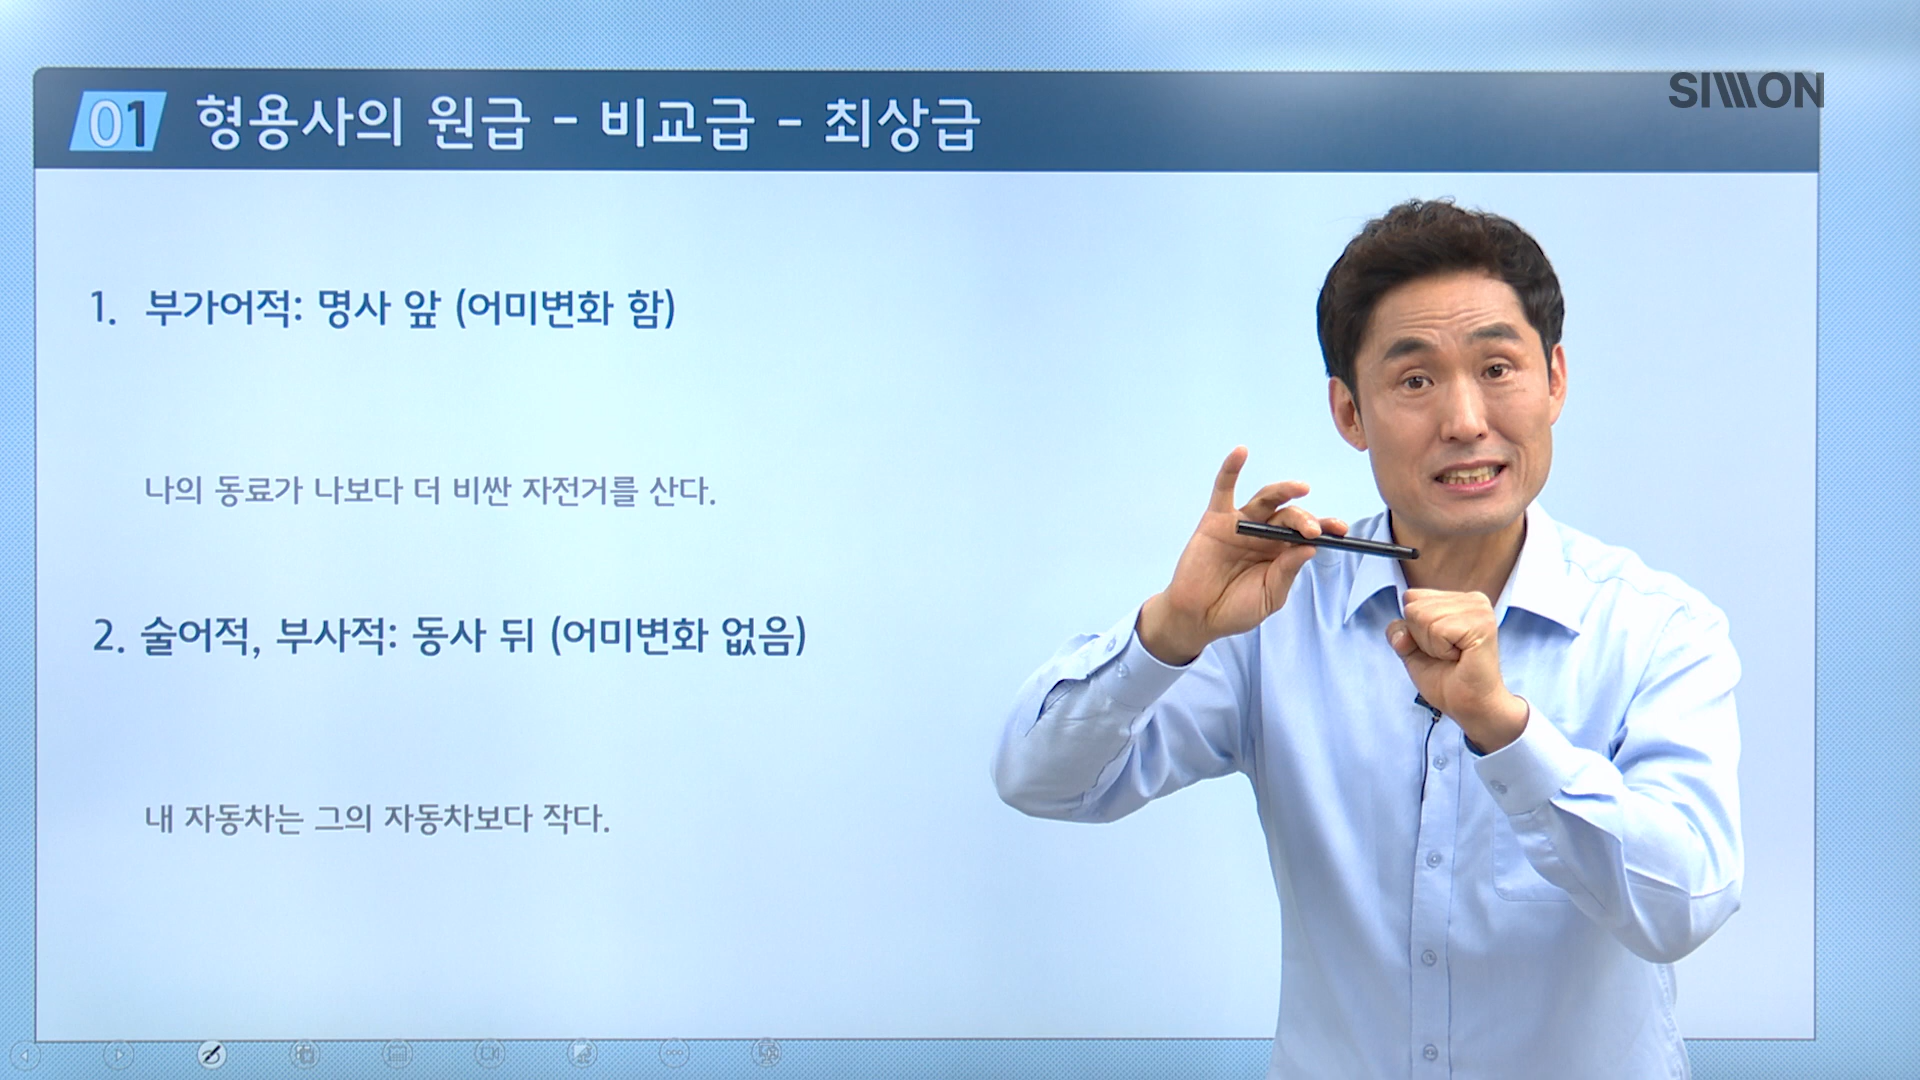 01 형용사의 원급 - 비교급 - 최상급
SIWON
1. 부가어적: 명사 앞 (어미변화 함)
나의 동료가 나보다 더 비싼 자전거를 산다.
2. 술어적, 부사적: 동사 뒤 (어미변화 없음)
내 자동차는 그의 자동차보다 작다.